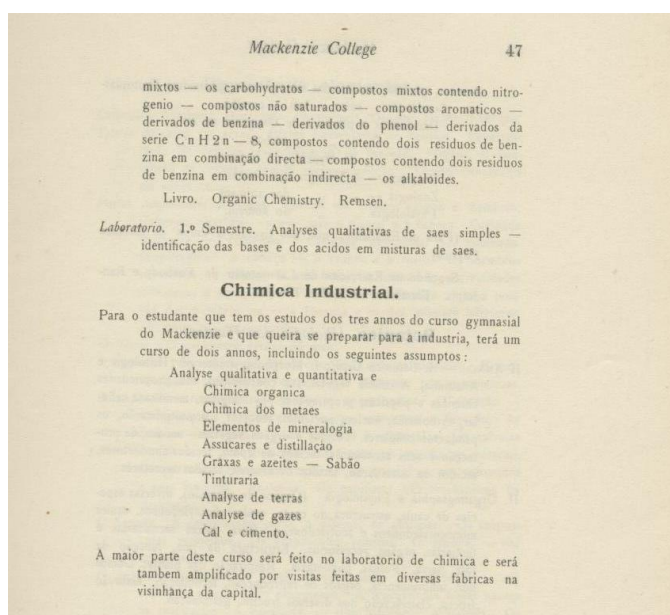 Mackenzie College 47
mixtos — os carbohydratos — compostos mixtos contendo nitro-
genio — compostos não saturados — compostos aromaticos —
derivados de benzina — derivados do phenol — derivados da
serie C n H 2 n — 8, compostos contendo dois residuos de ben-
zina em combinação directa — compostos contendo dois residuos
de benzina em combinação indirecta — os alkaloides.
Livro. Organic Chemistry. Remsen.
Laboratorio. 1.º Semestre. Analyses qualitativas de saes simples —
identificação das bases e dos acidos em misturas de saes.
Chimica Industrial.
Para o estudante que tem os estudos dos tres annos do curso gymnasial
do Mackenzie e que queira se preparar para a industria, terá um
curso de dois annos, incluindo os seguintes assumptos :
Analyse qualitativa e quantitativa e
Chimica organica
Chimica dos metaes
Elementos de mineralogia
Assucares e distillação
Graxas e azeites — Sabão
Tinturaria
Analyse de terras
Analyse de gazes
Cal e cimento.
A maior parte deste curso será feito no laboratorio de chimica e será
tambem amplificado por visitas feitas em diversas fabricas na
visinhança da capital.